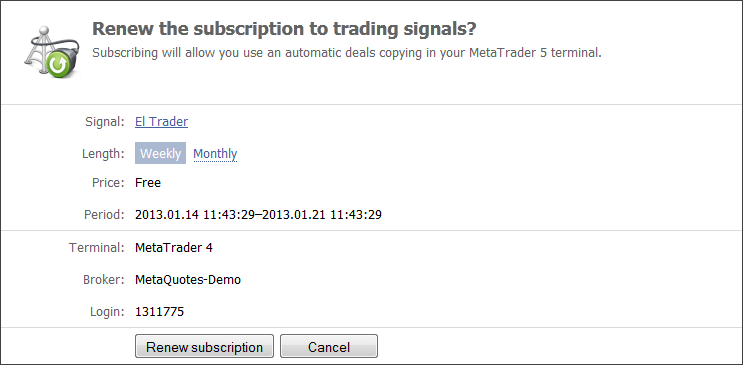 Renew the subscription to trading signals?
Subscribing will allow you use an automatic deals copying in your MetaTrader 5 terminal.
Signal: El Trader
Length: Weekly Monthly
Price: Free
Period: 2013.01.14 11:43:29–2013.01.21 11:43:29
Terminal: MetaTrader 4
Broker: MetaQuotes-Demo
Login: 1311775
Renew subscription Cancel